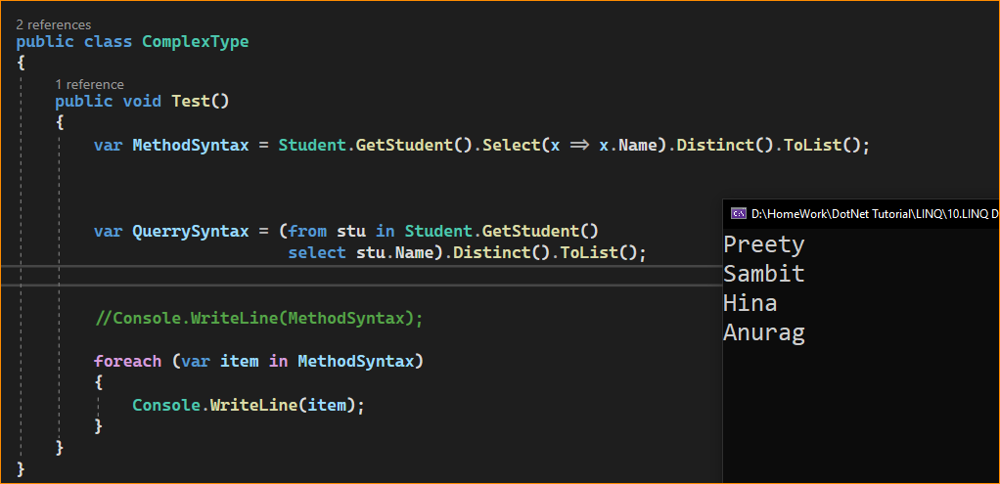 2 references
public class ComplexType
{
1 reference
public void Test()
{
var MethodSyntax = Student.GetStudent().Select(x => x.Name).Distinct().ToList();
var QuerrySyntax = (from stu in Student.GetStudent()
select stu.Name).Distinct().ToList();
//Console.WriteLine(MethodSyntax);
foreach (var item in MethodSyntax)
{
Console.WriteLine(item);
}
}
}
D:\HomeWork\DotNet Tutorial\LINQ\10.LINQ D
Preety
Sambit
Hina
Anurag